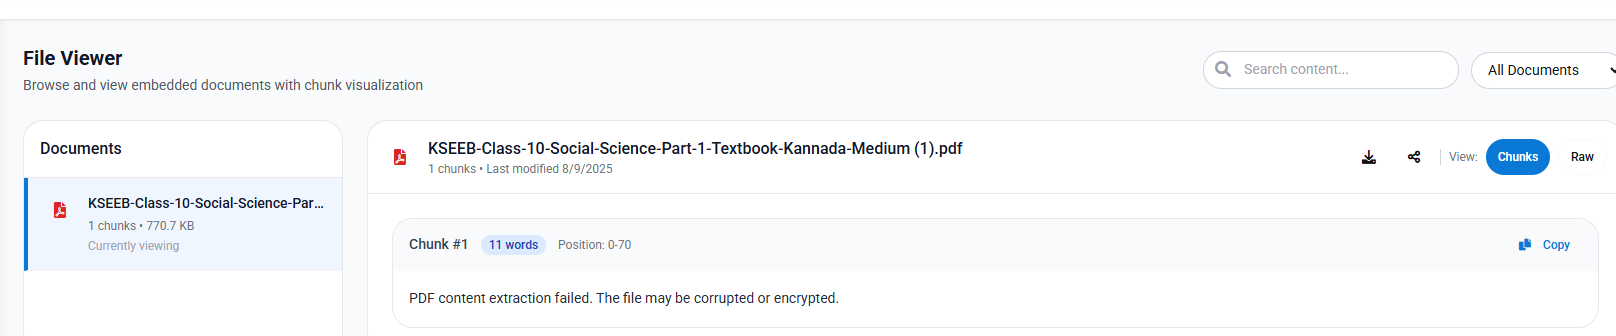 File Viewer
Browse and view embedded documents with chunk visualization
Search content...
All Documents
Documents
KSEEB-Class-10-Social-Science-Par...
1 chunks • 770.7 KB
Currently viewing
KSEEB-Class-10-Social-Science-Part-1-Textbook-Kannada-Medium (1).pdf
1 chunks • Last modified 8/9/2025
View:
Chunks
Raw
Chunk #1
11 words
Position: 0-70
Copy
PDF content extraction failed. The file may be corrupted or encrypted.